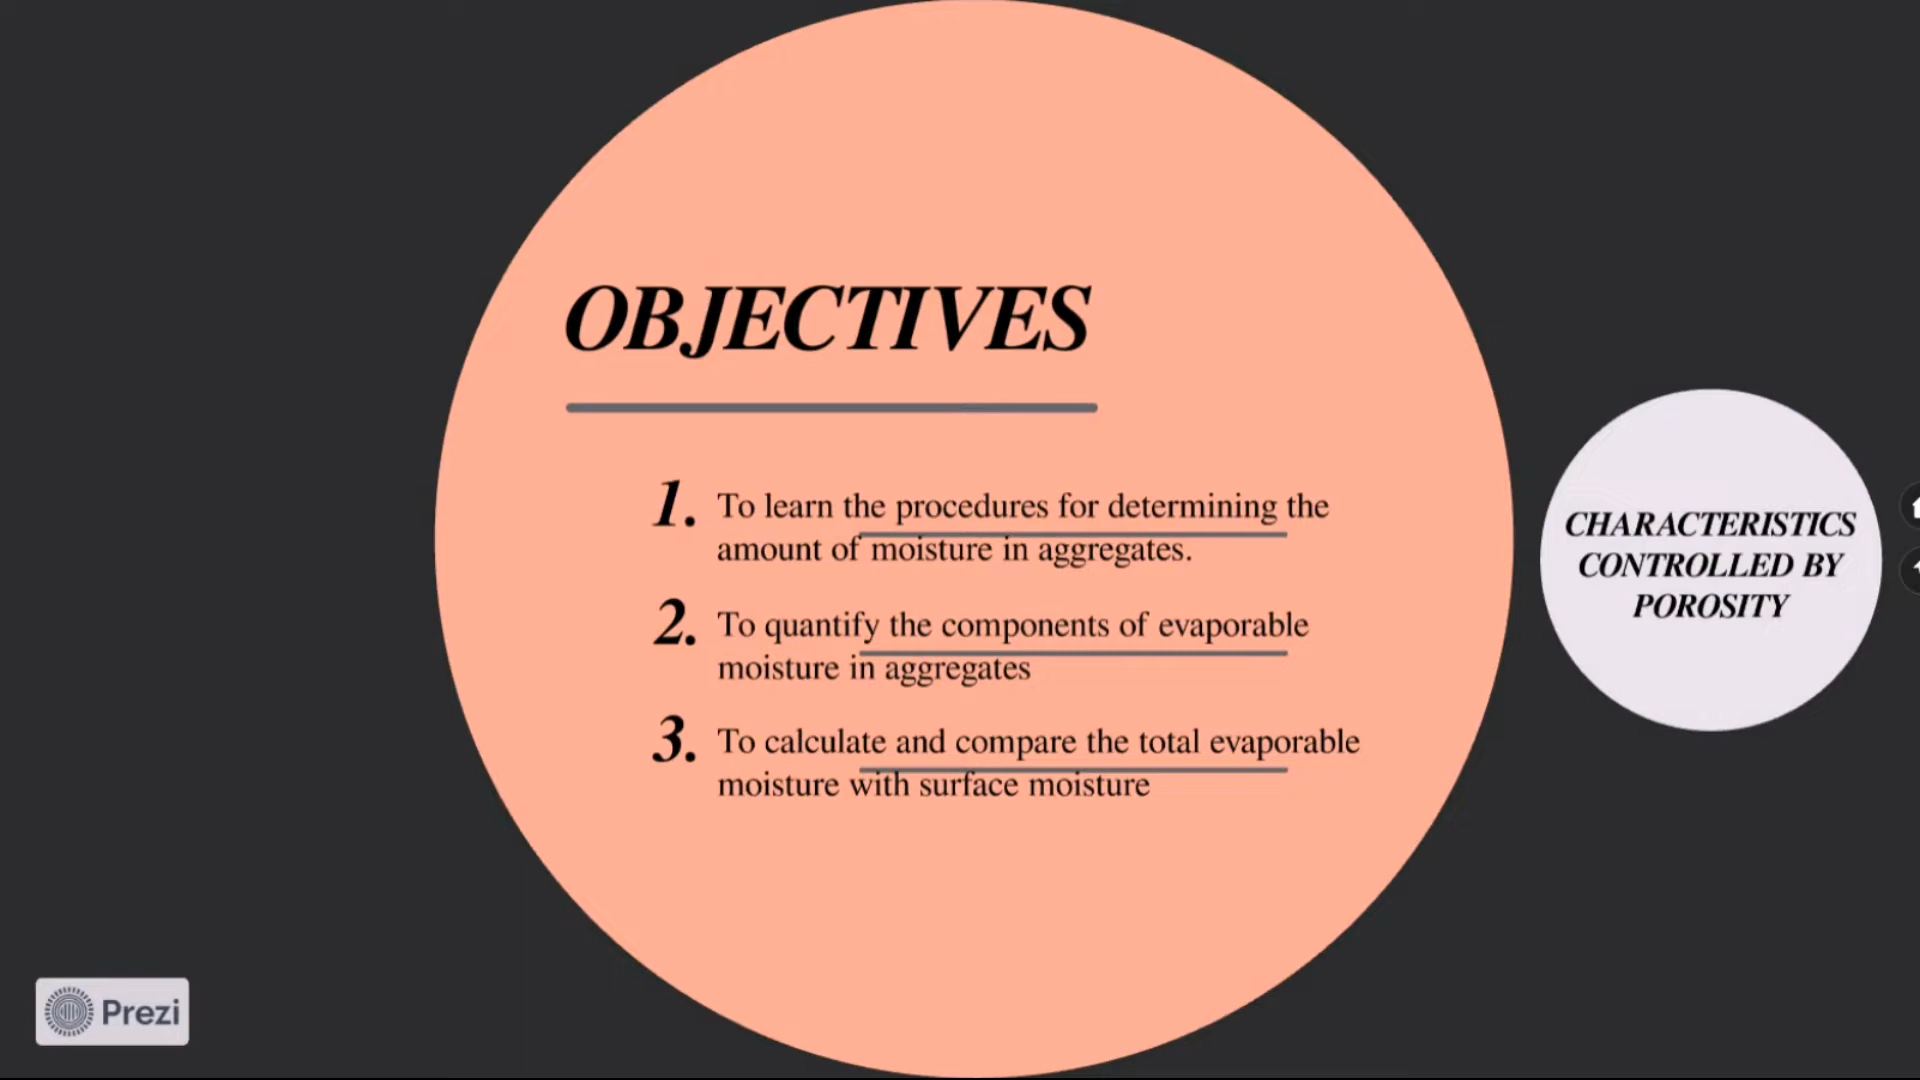 OBJECTIVES
1. To learn the procedures for determining the
amount of moisture in aggregates.
2. To quantify the components of evaporable
moisture in aggregates
3. To calculate and compare the total evaporable
moisture with surface moisture
CHARACTERISTICS
CONTROLLED BY
POROSITY
Prezi